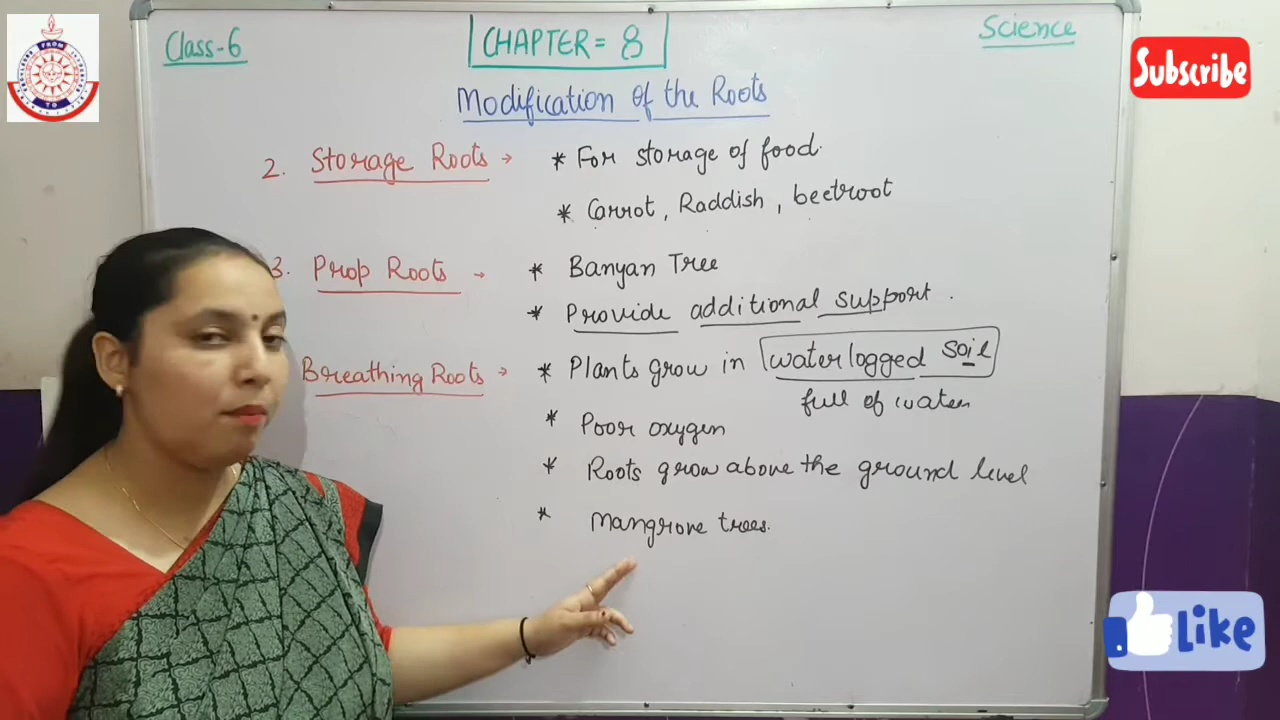 Class-6
CHAPTER = 8
Science
Subscribe
Modification of the Roots
2. Storage Roots → * For storage of food.
* Carrot, Raddish, beetroot
3. Prop Roots → * Banyan Tree
* Provide additional support.
Breathing Roots → * Plants grow in waterlogged soil
full of water
* Poor oxygen
* Roots grow above the ground level
* Mangrove trees.
Like